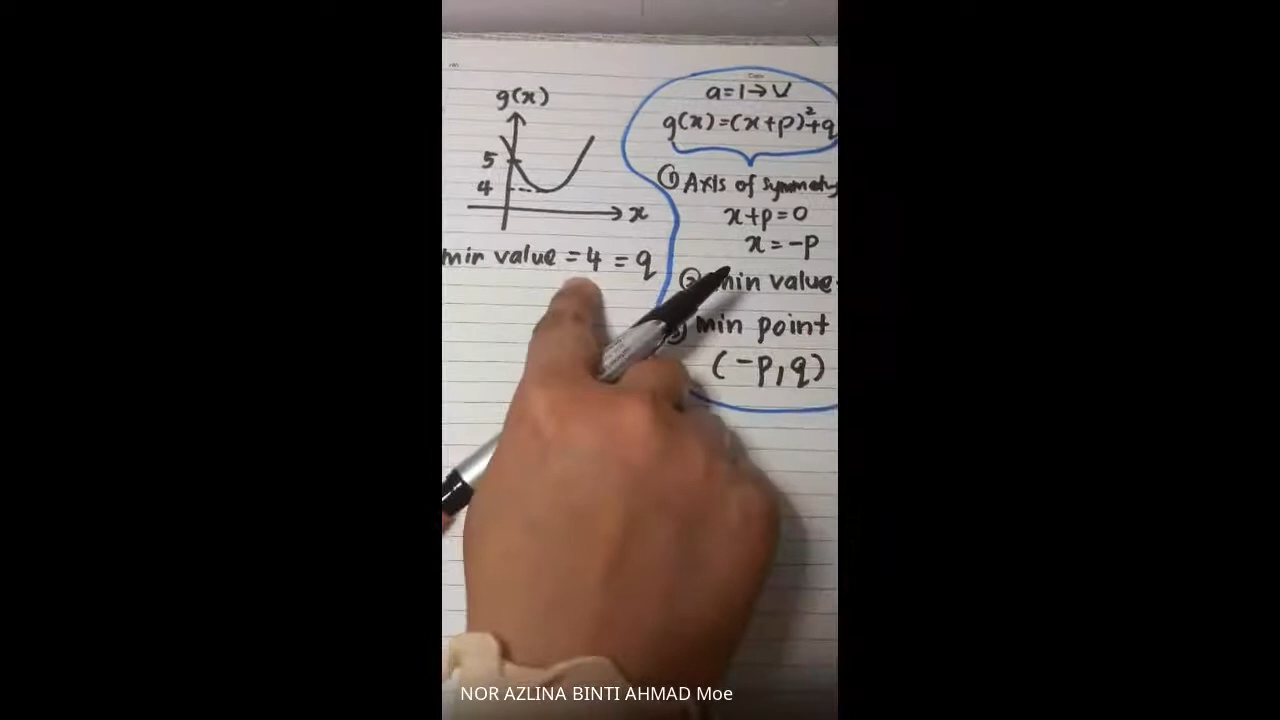 g(x)
5
4
x
min value = 4 = q
a=1→V
g(x)=(x+p)²+q
① Axis of symmetry
x+p=0
x=-p
② min value
min point
(-p,q)
NOR AZLINA BINTI AHMAD Moe